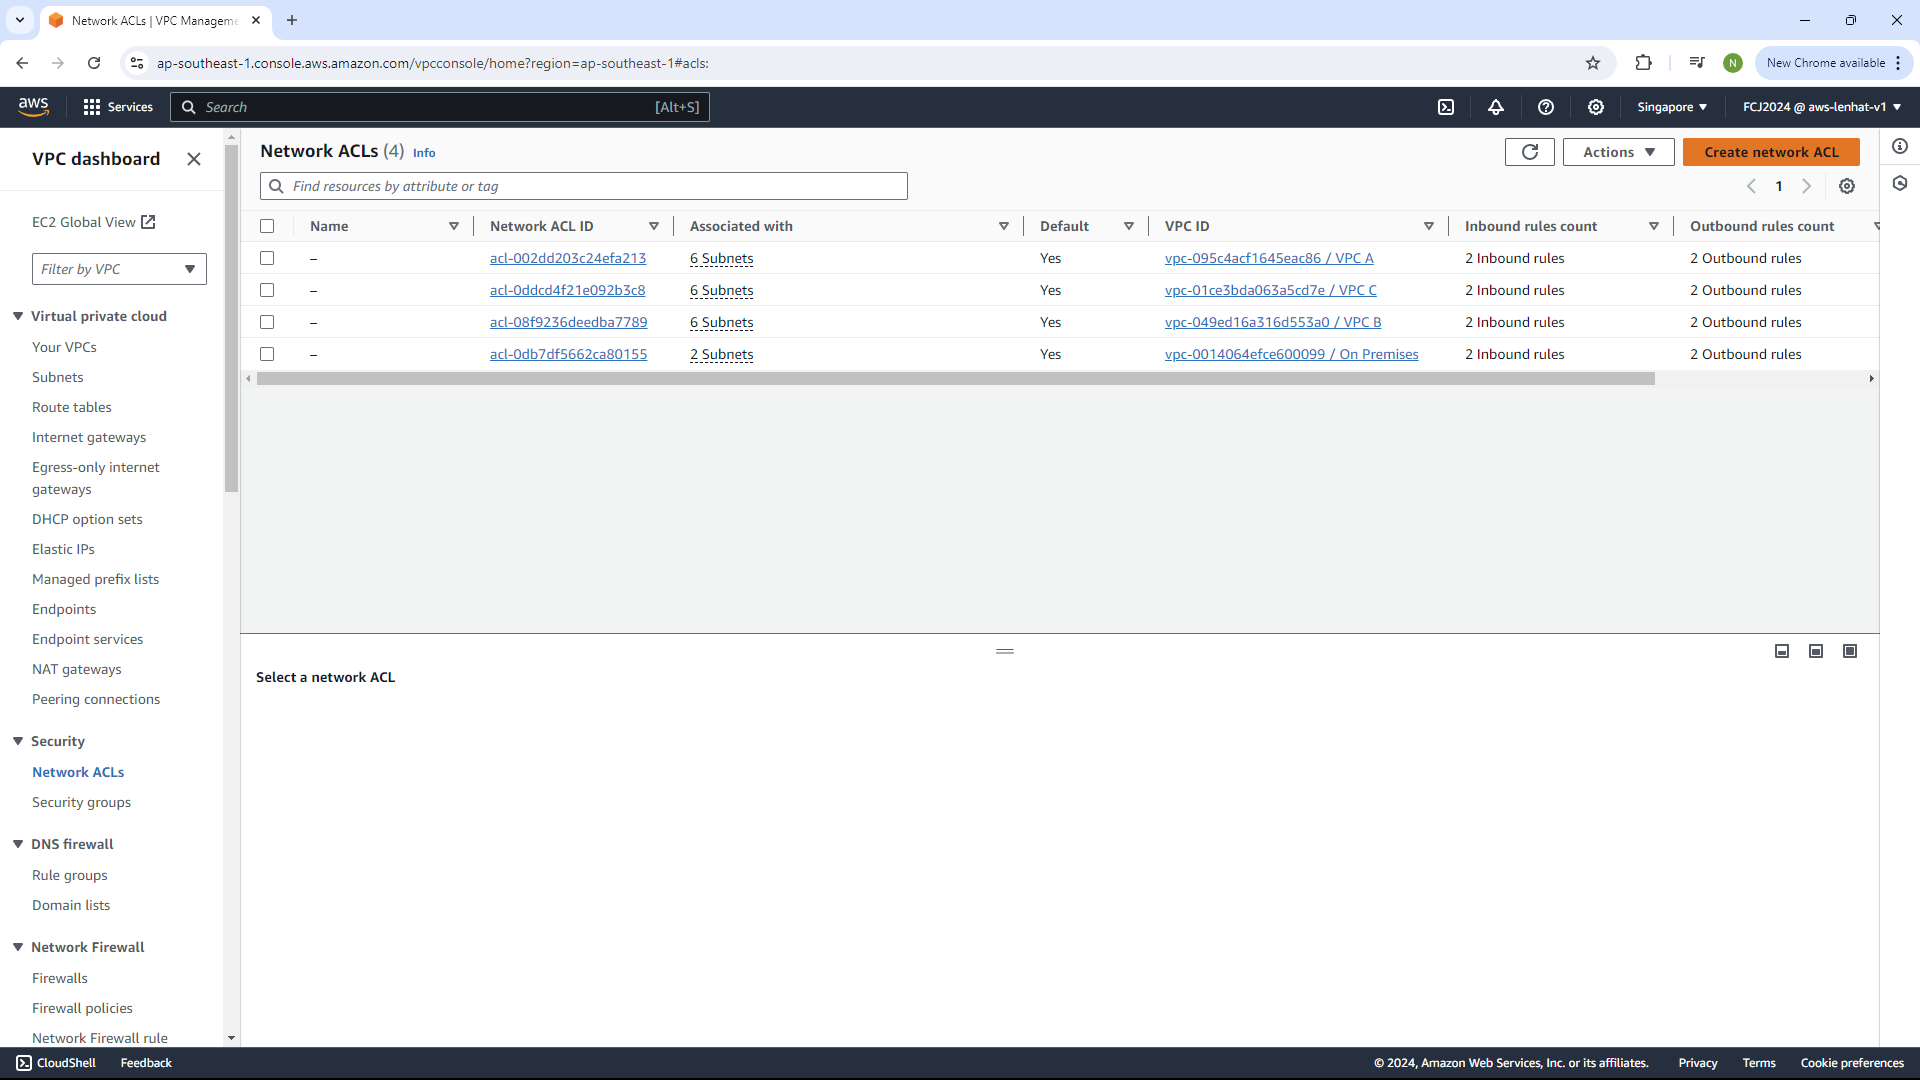 Network ACLs | VPC Manageme
ap-southeast-1.console.aws.amazon.com/vpcconsole/home?region=ap-southeast-1#acls:
N
New Chrome available
aws
Services
Search
[Alt+S]
Singapore
FCJ2024 @ aws-lenhat-v1
VPC dashboard
EC2 Global View
Filter by VPC
Virtual private cloud
Your VPCs
Subnets
Route tables
Internet gateways
Egress-only internet
gateways
DHCP option sets
Elastic IPs
Managed prefix lists
Endpoints
Endpoint services
NAT gateways
Peering connections
Security
Network ACLs
Security groups
DNS firewall
Rule groups
Domain lists
Network Firewall
Firewalls
Firewall policies
Network Firewall rule
Network ACLs (4) Info
Actions
Create network ACL
Find resources by attribute or tag
1
Name Network ACL ID Associated with Default VPC ID Inbound rules count Outbound rules count
– acl-002dd203c24efa213 6 Subnets Yes vpc-095c4acf1645eac86 / VPC A 2 Inbound rules 2 Outbound rules
– acl-0ddcd4f21e092b3c8 6 Subnets Yes vpc-01ce3bda063a5cd7e / VPC C 2 Inbound rules 2 Outbound rules
– acl-08f9236deedba7789 6 Subnets Yes vpc-049ed16a316d553a0 / VPC B 2 Inbound rules 2 Outbound rules
– acl-0db7df5662ca80155 2 Subnets Yes vpc-0014064efce600099 / On Premises 2 Inbound rules 2 Outbound rules
Select a network ACL
CloudShell
Feedback
© 2024, Amazon Web Services, Inc. or its affiliates.
Privacy
Terms
Cookie preferences